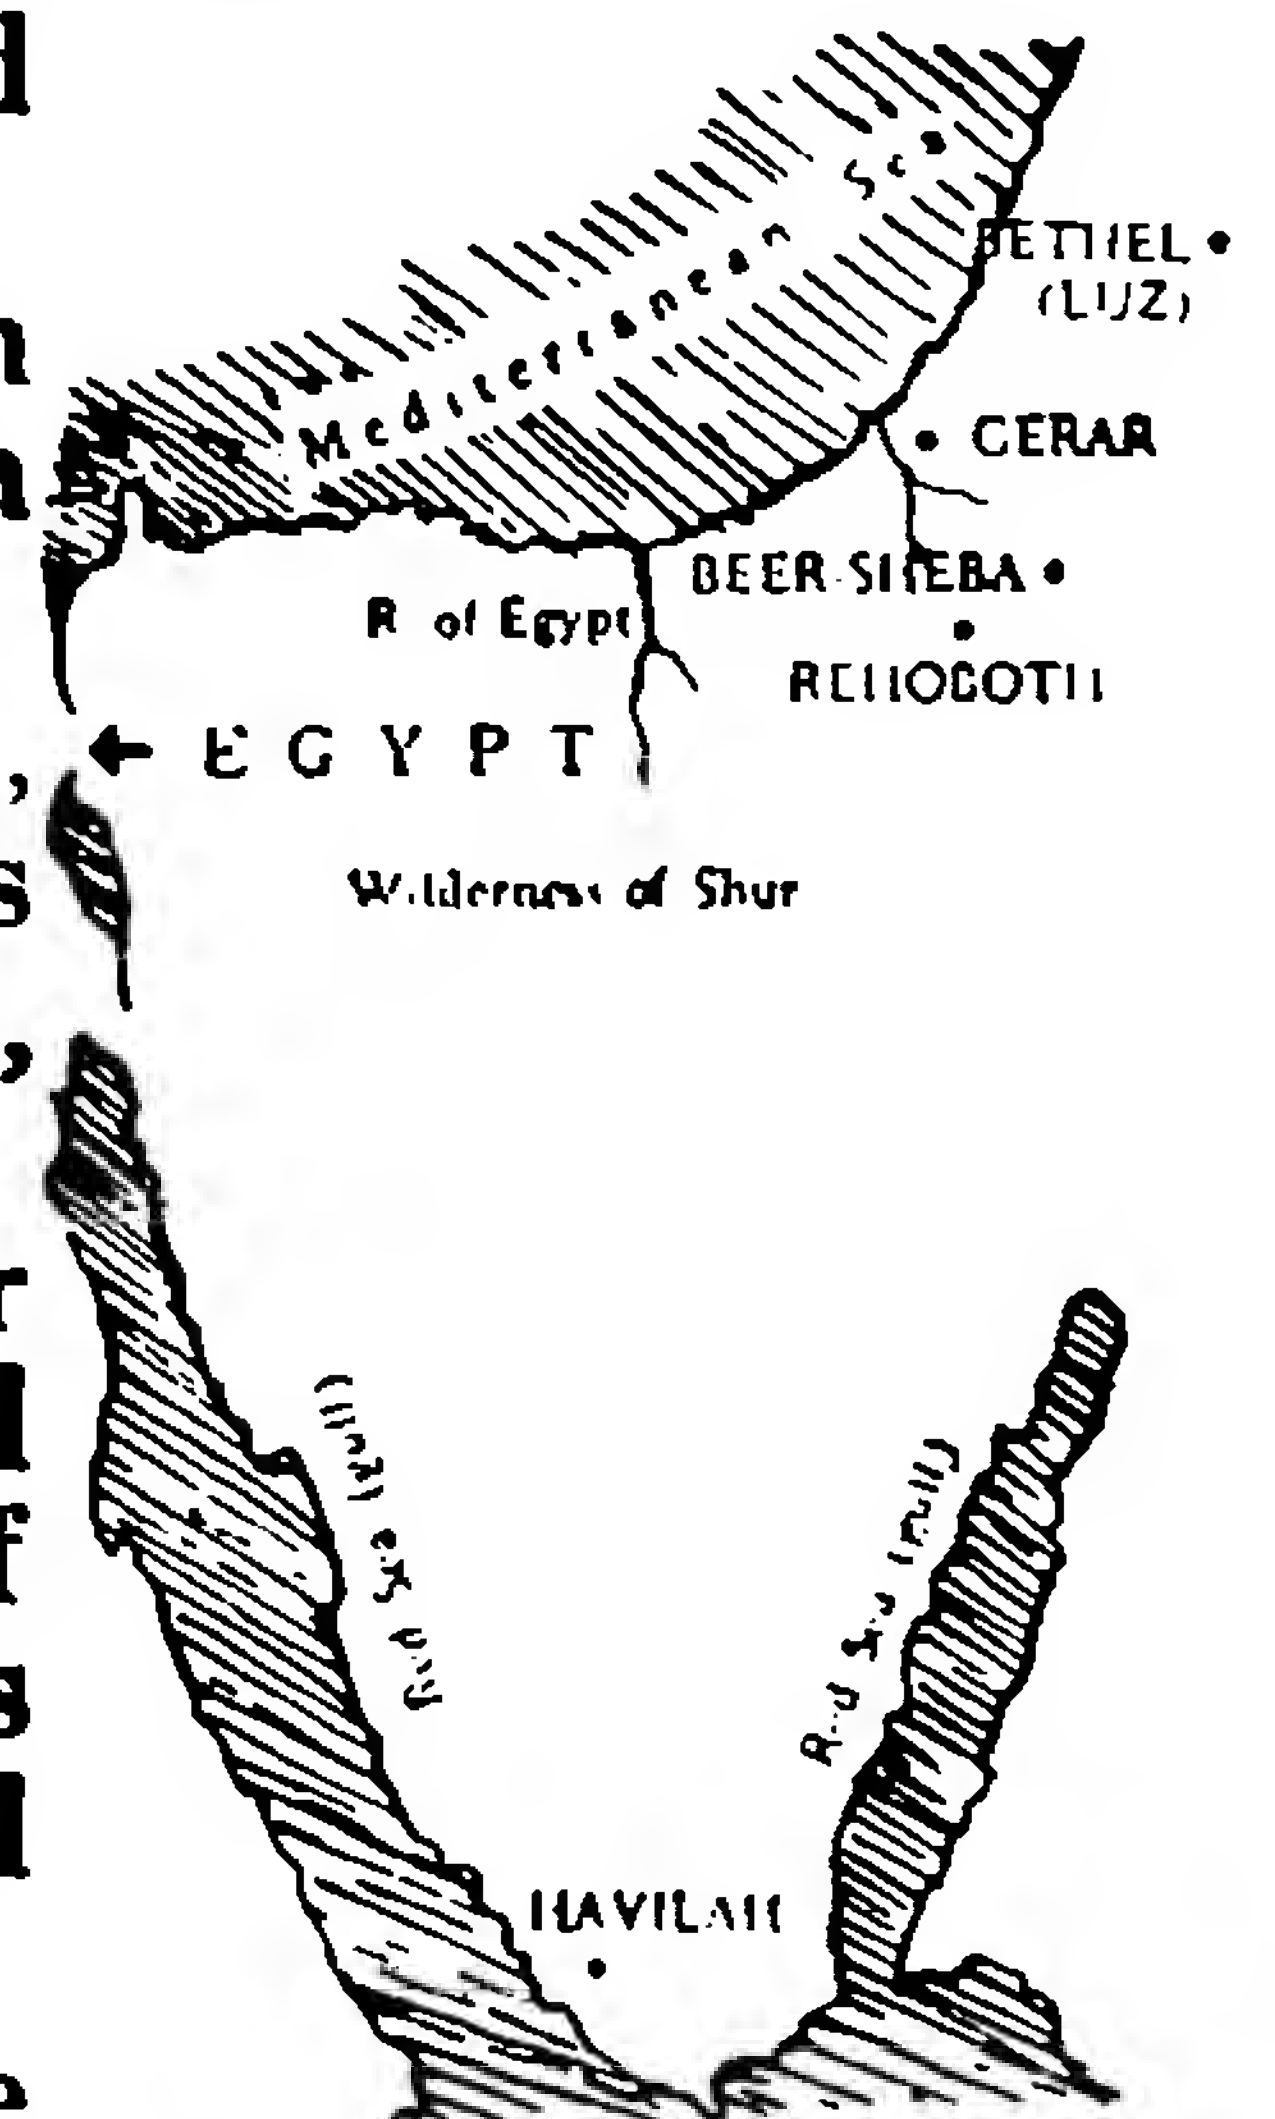 Mediterranean Sea
BETHEL
(LUZ)
GERAR
BEER-SHEBA
R of Egypt
REHOBOTH
EGYPT
Wilderness of Shur
Red Sea (gulf)
Red Sea (gulf)
HAVILAH